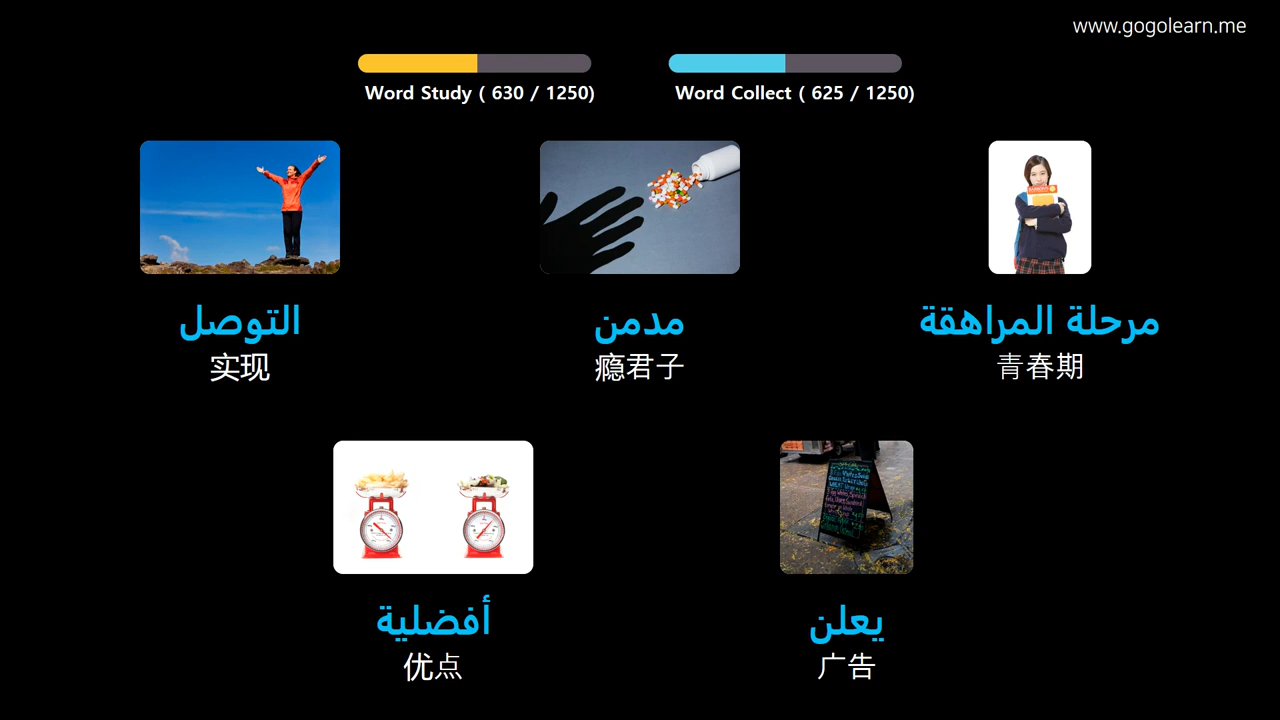 www.gogolearn.me
Word Study ( 630 / 1250)
Word Collect ( 625 / 1250)
التوصل
实现
مدمن
瘾君子
مرحلة المراهقة
青春期
أفضلية
优点
يعلن
广告